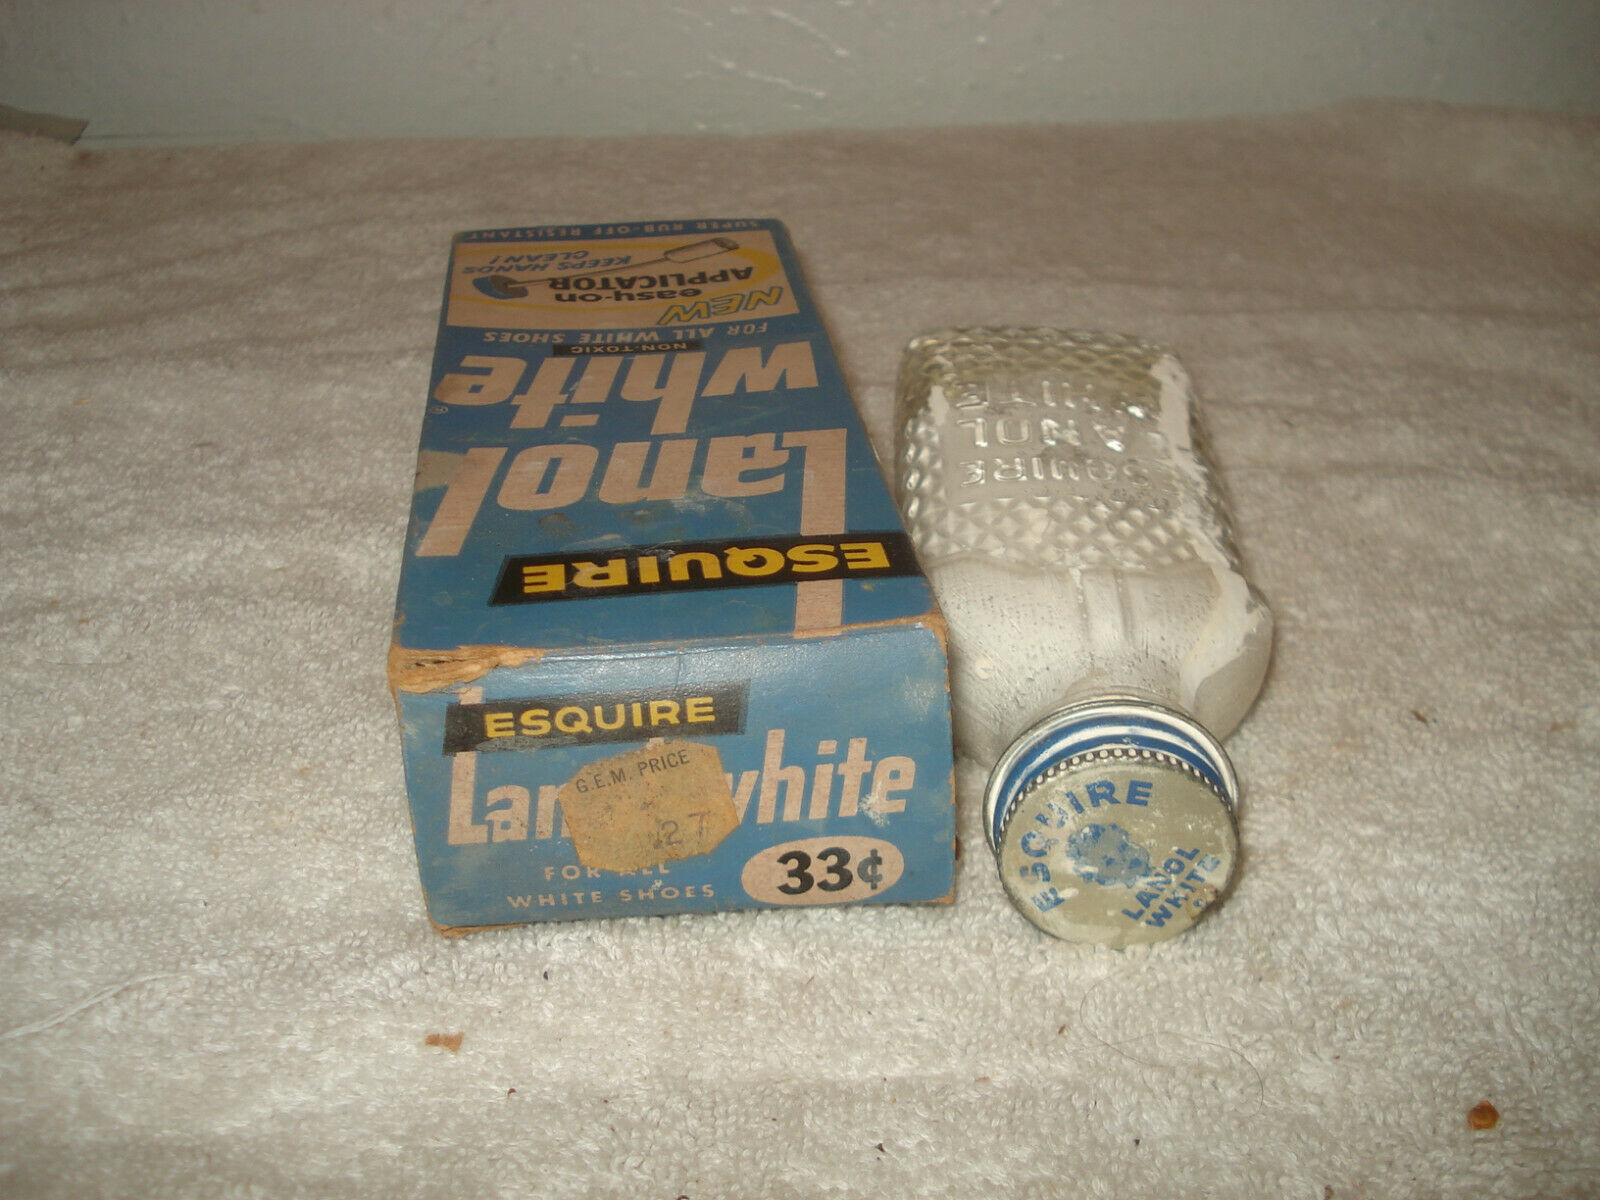 SUPER RUB-OFF RESISTANT
KEEPS HANDS
CLEAN!
NEW
easy-on
APPLICATOR
FOR ALL WHITE SHOES
NON-TOXIC
ESQUIRE
Lanol
white®
ESQUIRE
Lan white
G.E.M. PRICE
.27
FOR ALL
WHITE SHOES
33¢
ESQUIRE
LANOL
WHITE
ESQUIRE
LANOL
WHITE